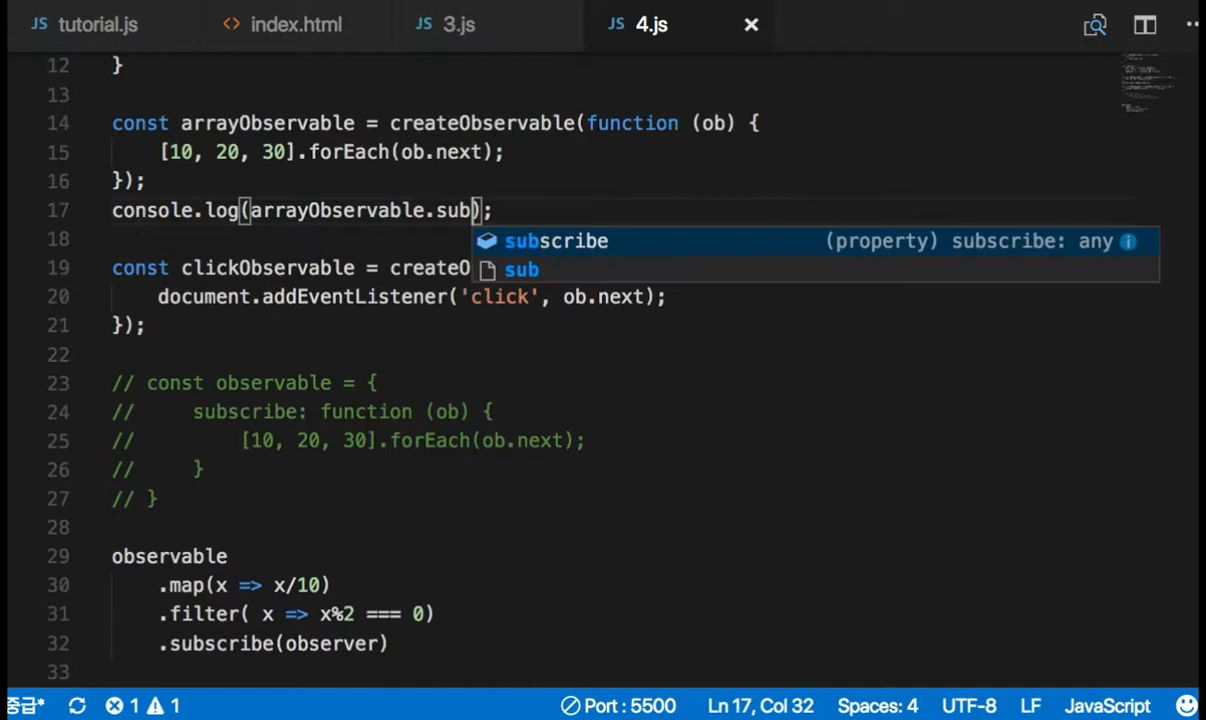 JS tutorial.js <> index.html JS 3.js JS 4.js ×
12 }
13
14 const arrayObservable = createObservable(function (ob) {
15 [10, 20, 30].forEach(ob.next);
16 });
17 console.log(arrayObservable.sub);
18 subscribe (property) subscribe: any
19 const clickObservable = createO
sub
20 document.addEventListener('click', ob.next);
21 });
22
23 // const observable = {
24 // subscribe: function (ob) {
25 // [10, 20, 30].forEach(ob.next);
26 // }
27 // }
28
29 observable
30 .map(x => x/10)
31 .filter( x => x%2 === 0)
32 .subscribe(observer)
33
중급* 1 1 Port : 5500 Ln 17, Col 32 Spaces: 4 UTF-8 LF JavaScript